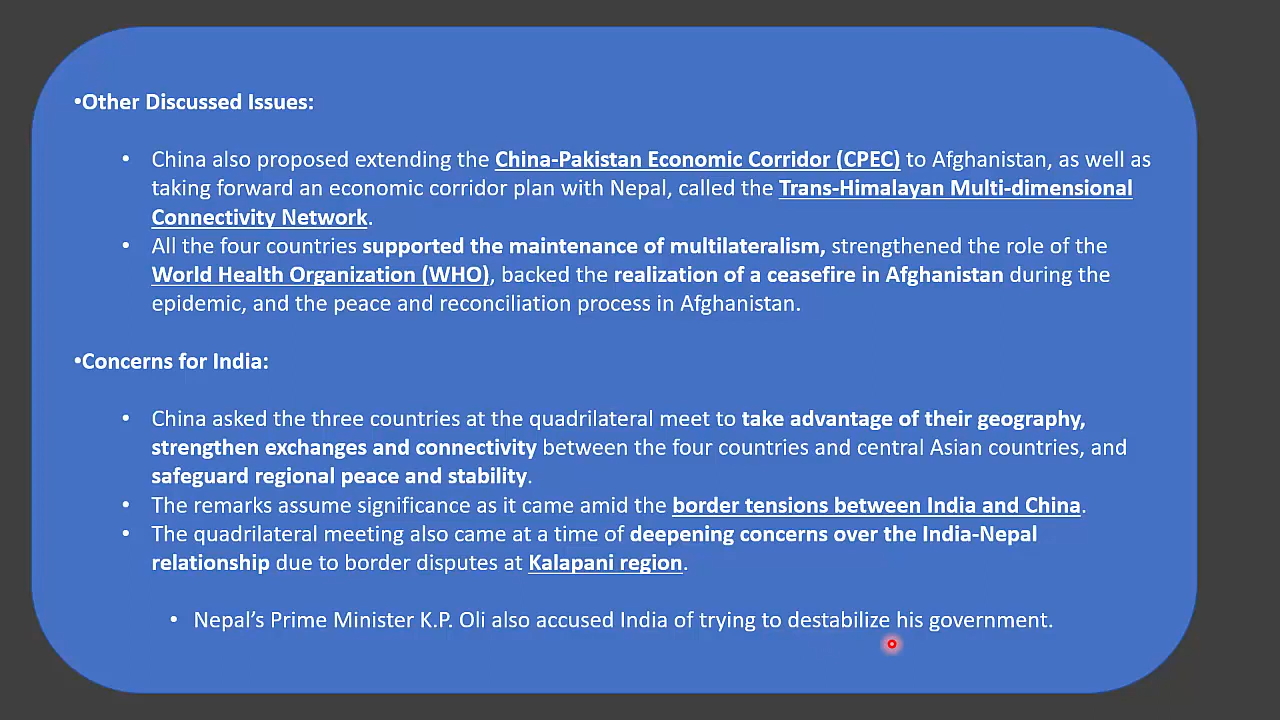 •Other Discussed Issues:
• China also proposed extending the China-Pakistan Economic Corridor (CPEC) to Afghanistan, as well as
taking forward an economic corridor plan with Nepal, called the Trans-Himalayan Multi-dimensional
Connectivity Network.
• All the four countries supported the maintenance of multilateralism, strengthened the role of the
World Health Organization (WHO), backed the realization of a ceasefire in Afghanistan during the
epidemic, and the peace and reconciliation process in Afghanistan.
•Concerns for India:
• China asked the three countries at the quadrilateral meet to take advantage of their geography,
strengthen exchanges and connectivity between the four countries and central Asian countries, and
safeguard regional peace and stability.
• The remarks assume significance as it came amid the border tensions between India and China.
• The quadrilateral meeting also came at a time of deepening concerns over the India-Nepal
relationship due to border disputes at Kalapani region.
• Nepal’s Prime Minister K.P. Oli also accused India of trying to destabilize his government.